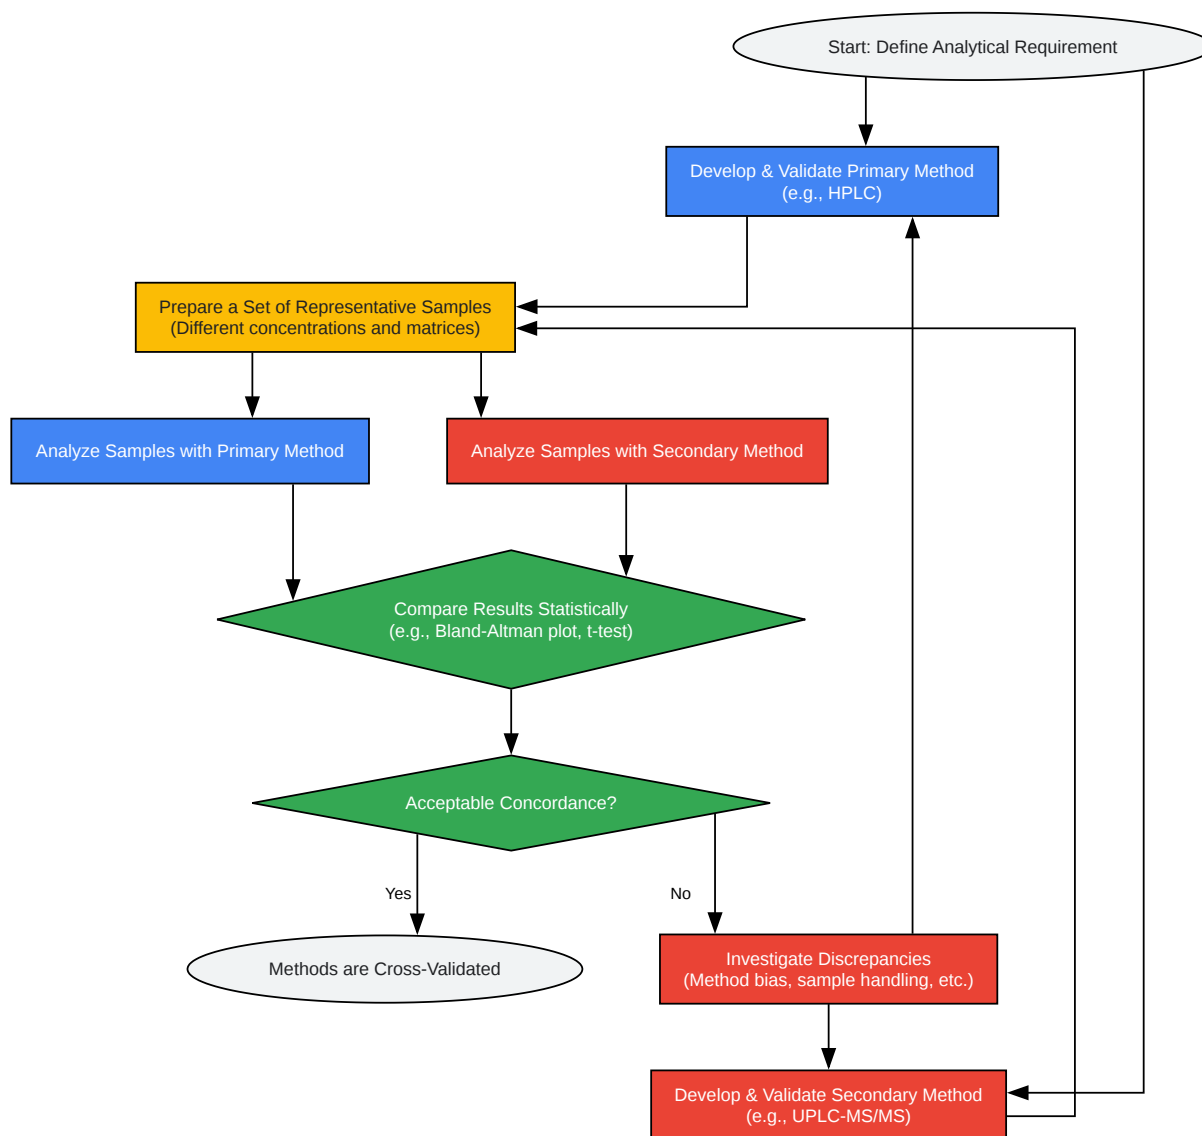 Start: Define Analytical Requirement
Develop & Validate Primary Method
(e.g., HPLC)
Prepare a Set of Representative Samples
(Different concentrations and matrices)
Analyze Samples with Primary Method
Analyze Samples with Secondary Method
Compare Results Statistically
(e.g., Bland-Altman plot, t-test)
Acceptable Concordance?
Yes
No
Methods are Cross-Validated
Investigate Discrepancies
(Method bias, sample handling, etc.)
Develop & Validate Secondary Method
(e.g., UPLC-MS/MS)